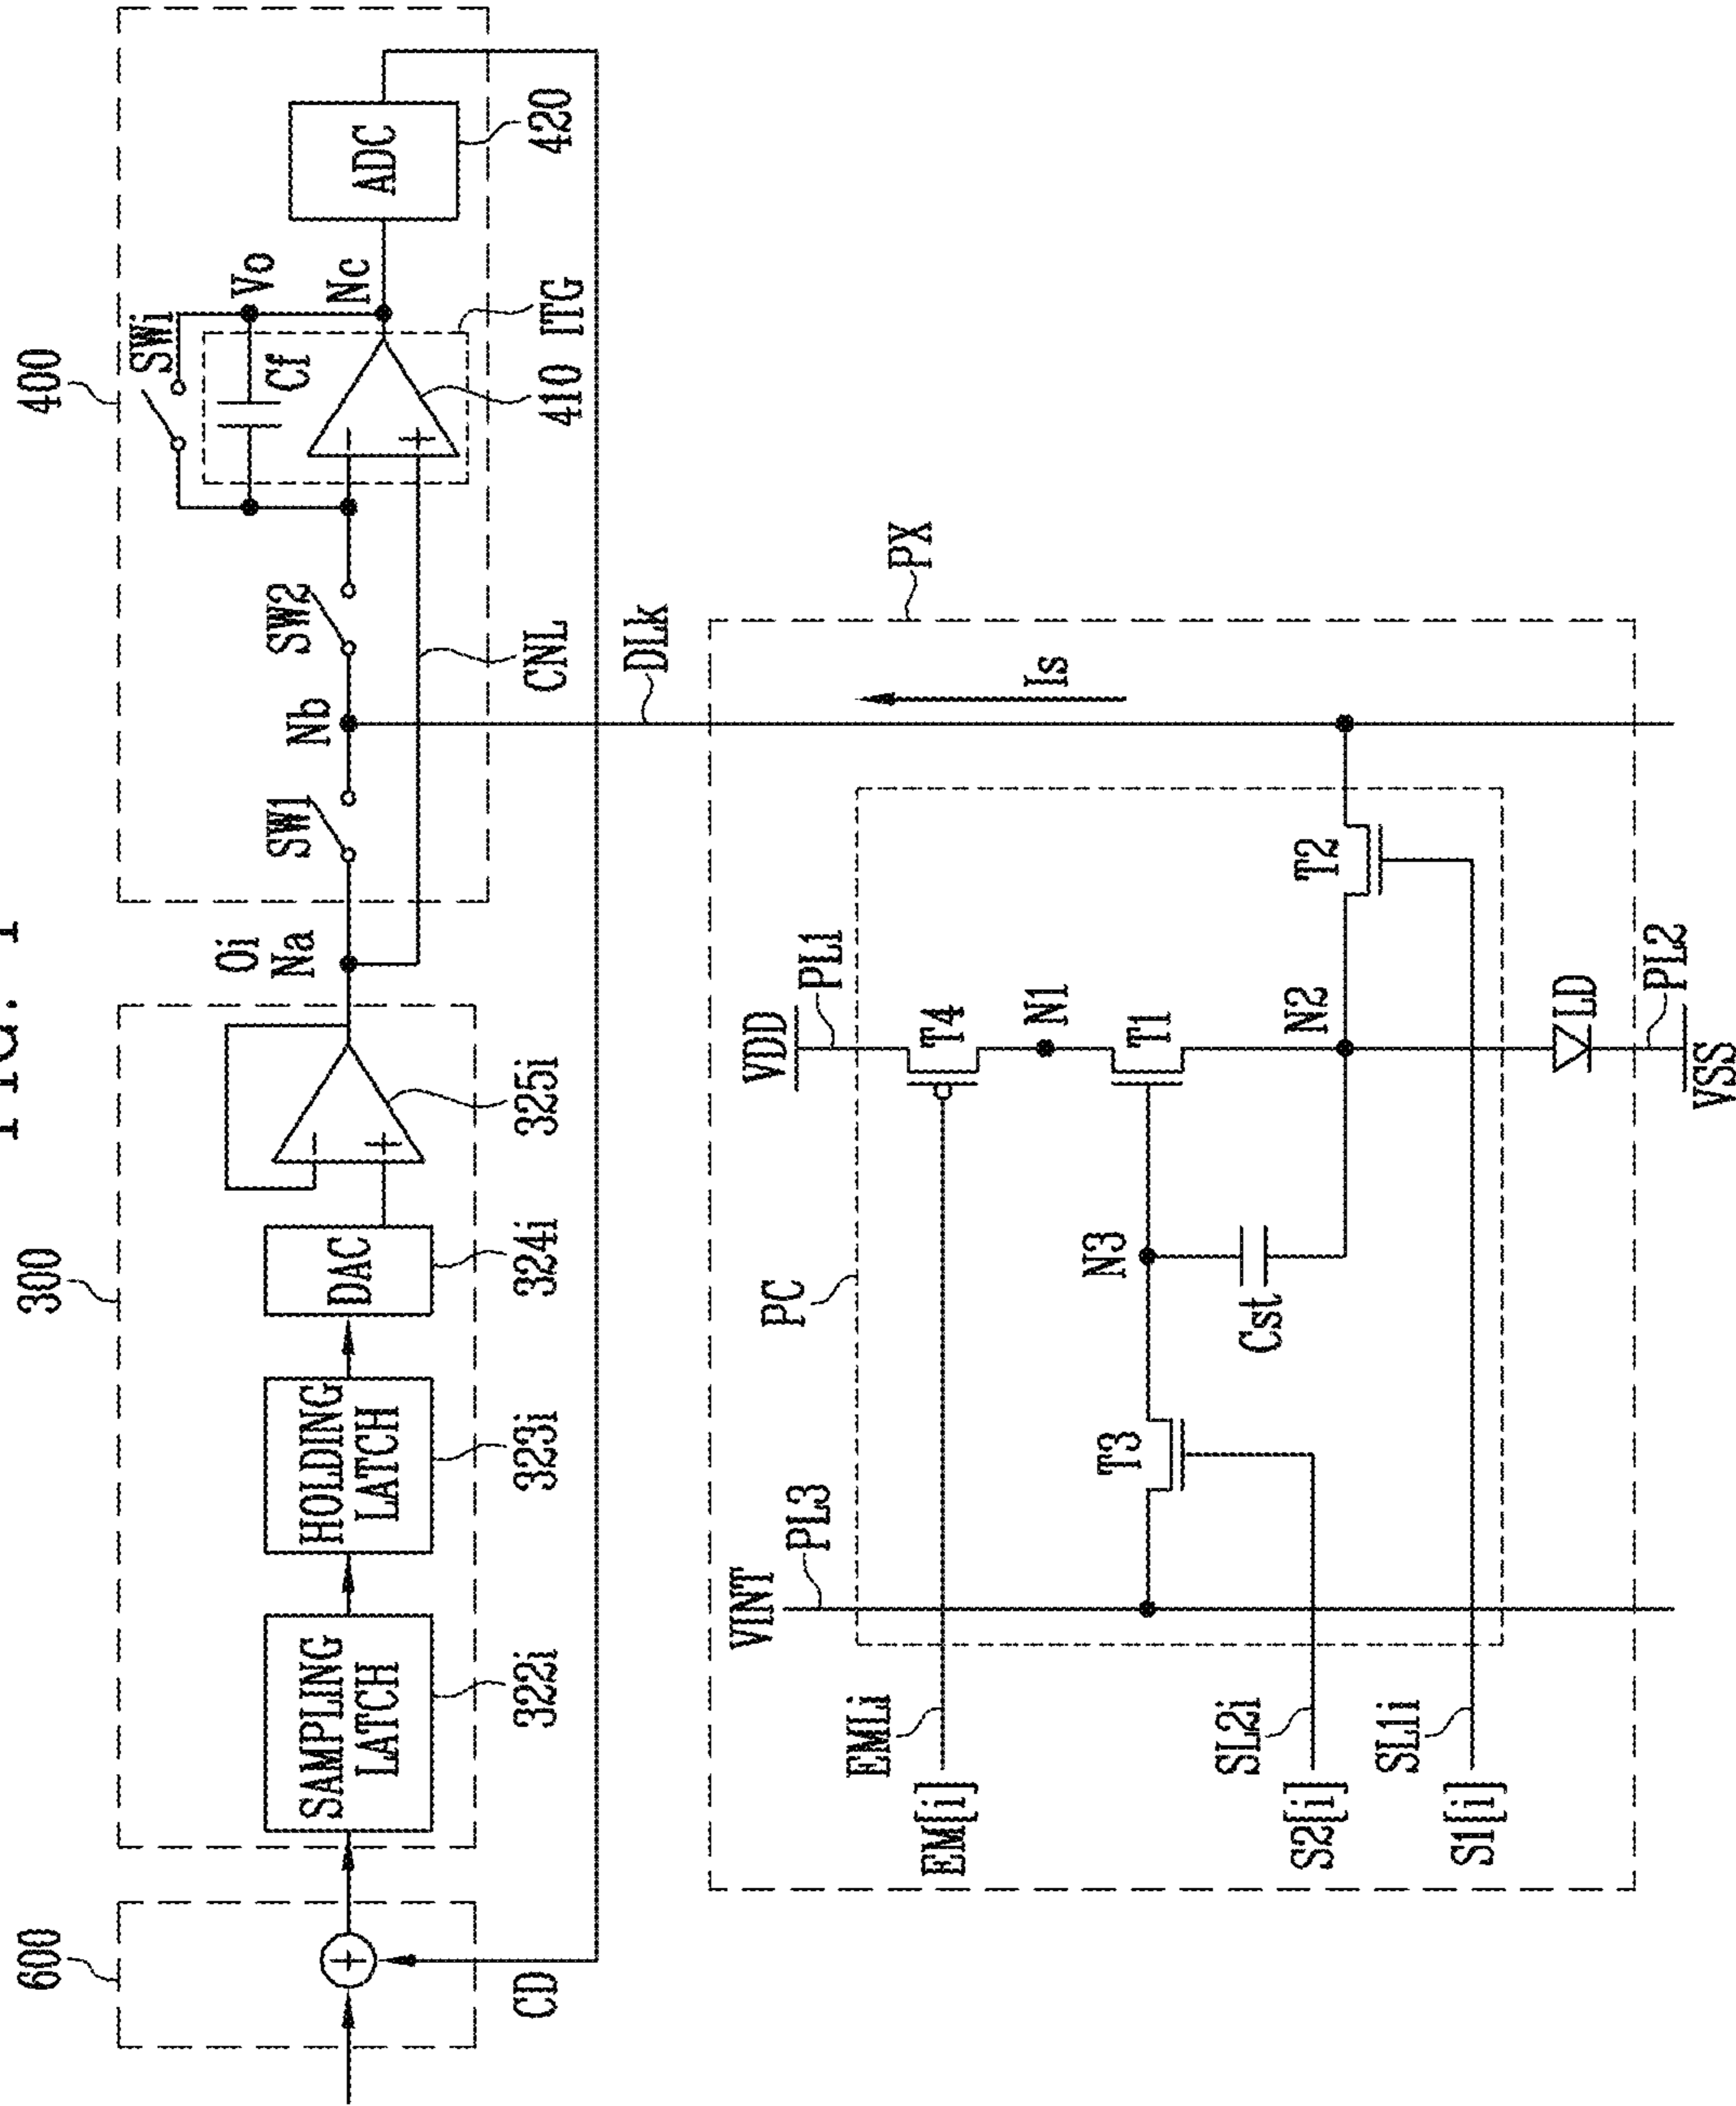 FIG. 4
600
300
400
CD
SAMPLING
LATCH
322i
HOLDING
LATCH
323i
DAC
324i
325i
Oi
Na
SW1
Nb
SW2
CNL
SWi
Cf
Vo
Nc
410
ITG
ADC
420
DLk
PX
Is
PC
VINT
PL3
VDD
PL1
EMLi
EM[i]
T4
N1
T1
N3
T3
Cst
N2
T2
SL2i
S2[i]
SL1i
S1[i]
LD
PL2
VSS